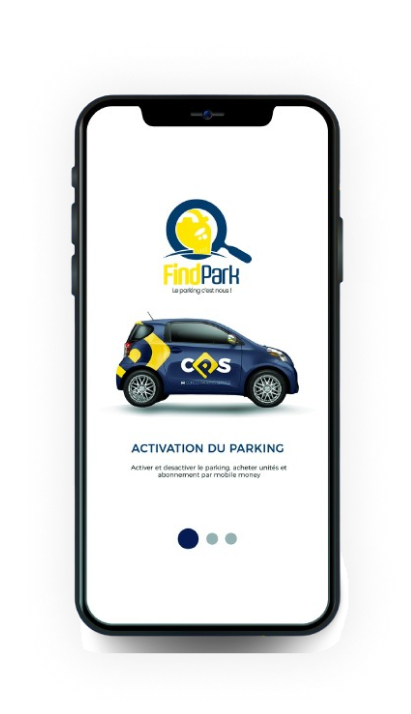 FindPark
Le parking c'est nous !
CPS
ACTIVATION DU PARKING
Activer et desactiver le parking, acheter unités et
abonnement par mobile money